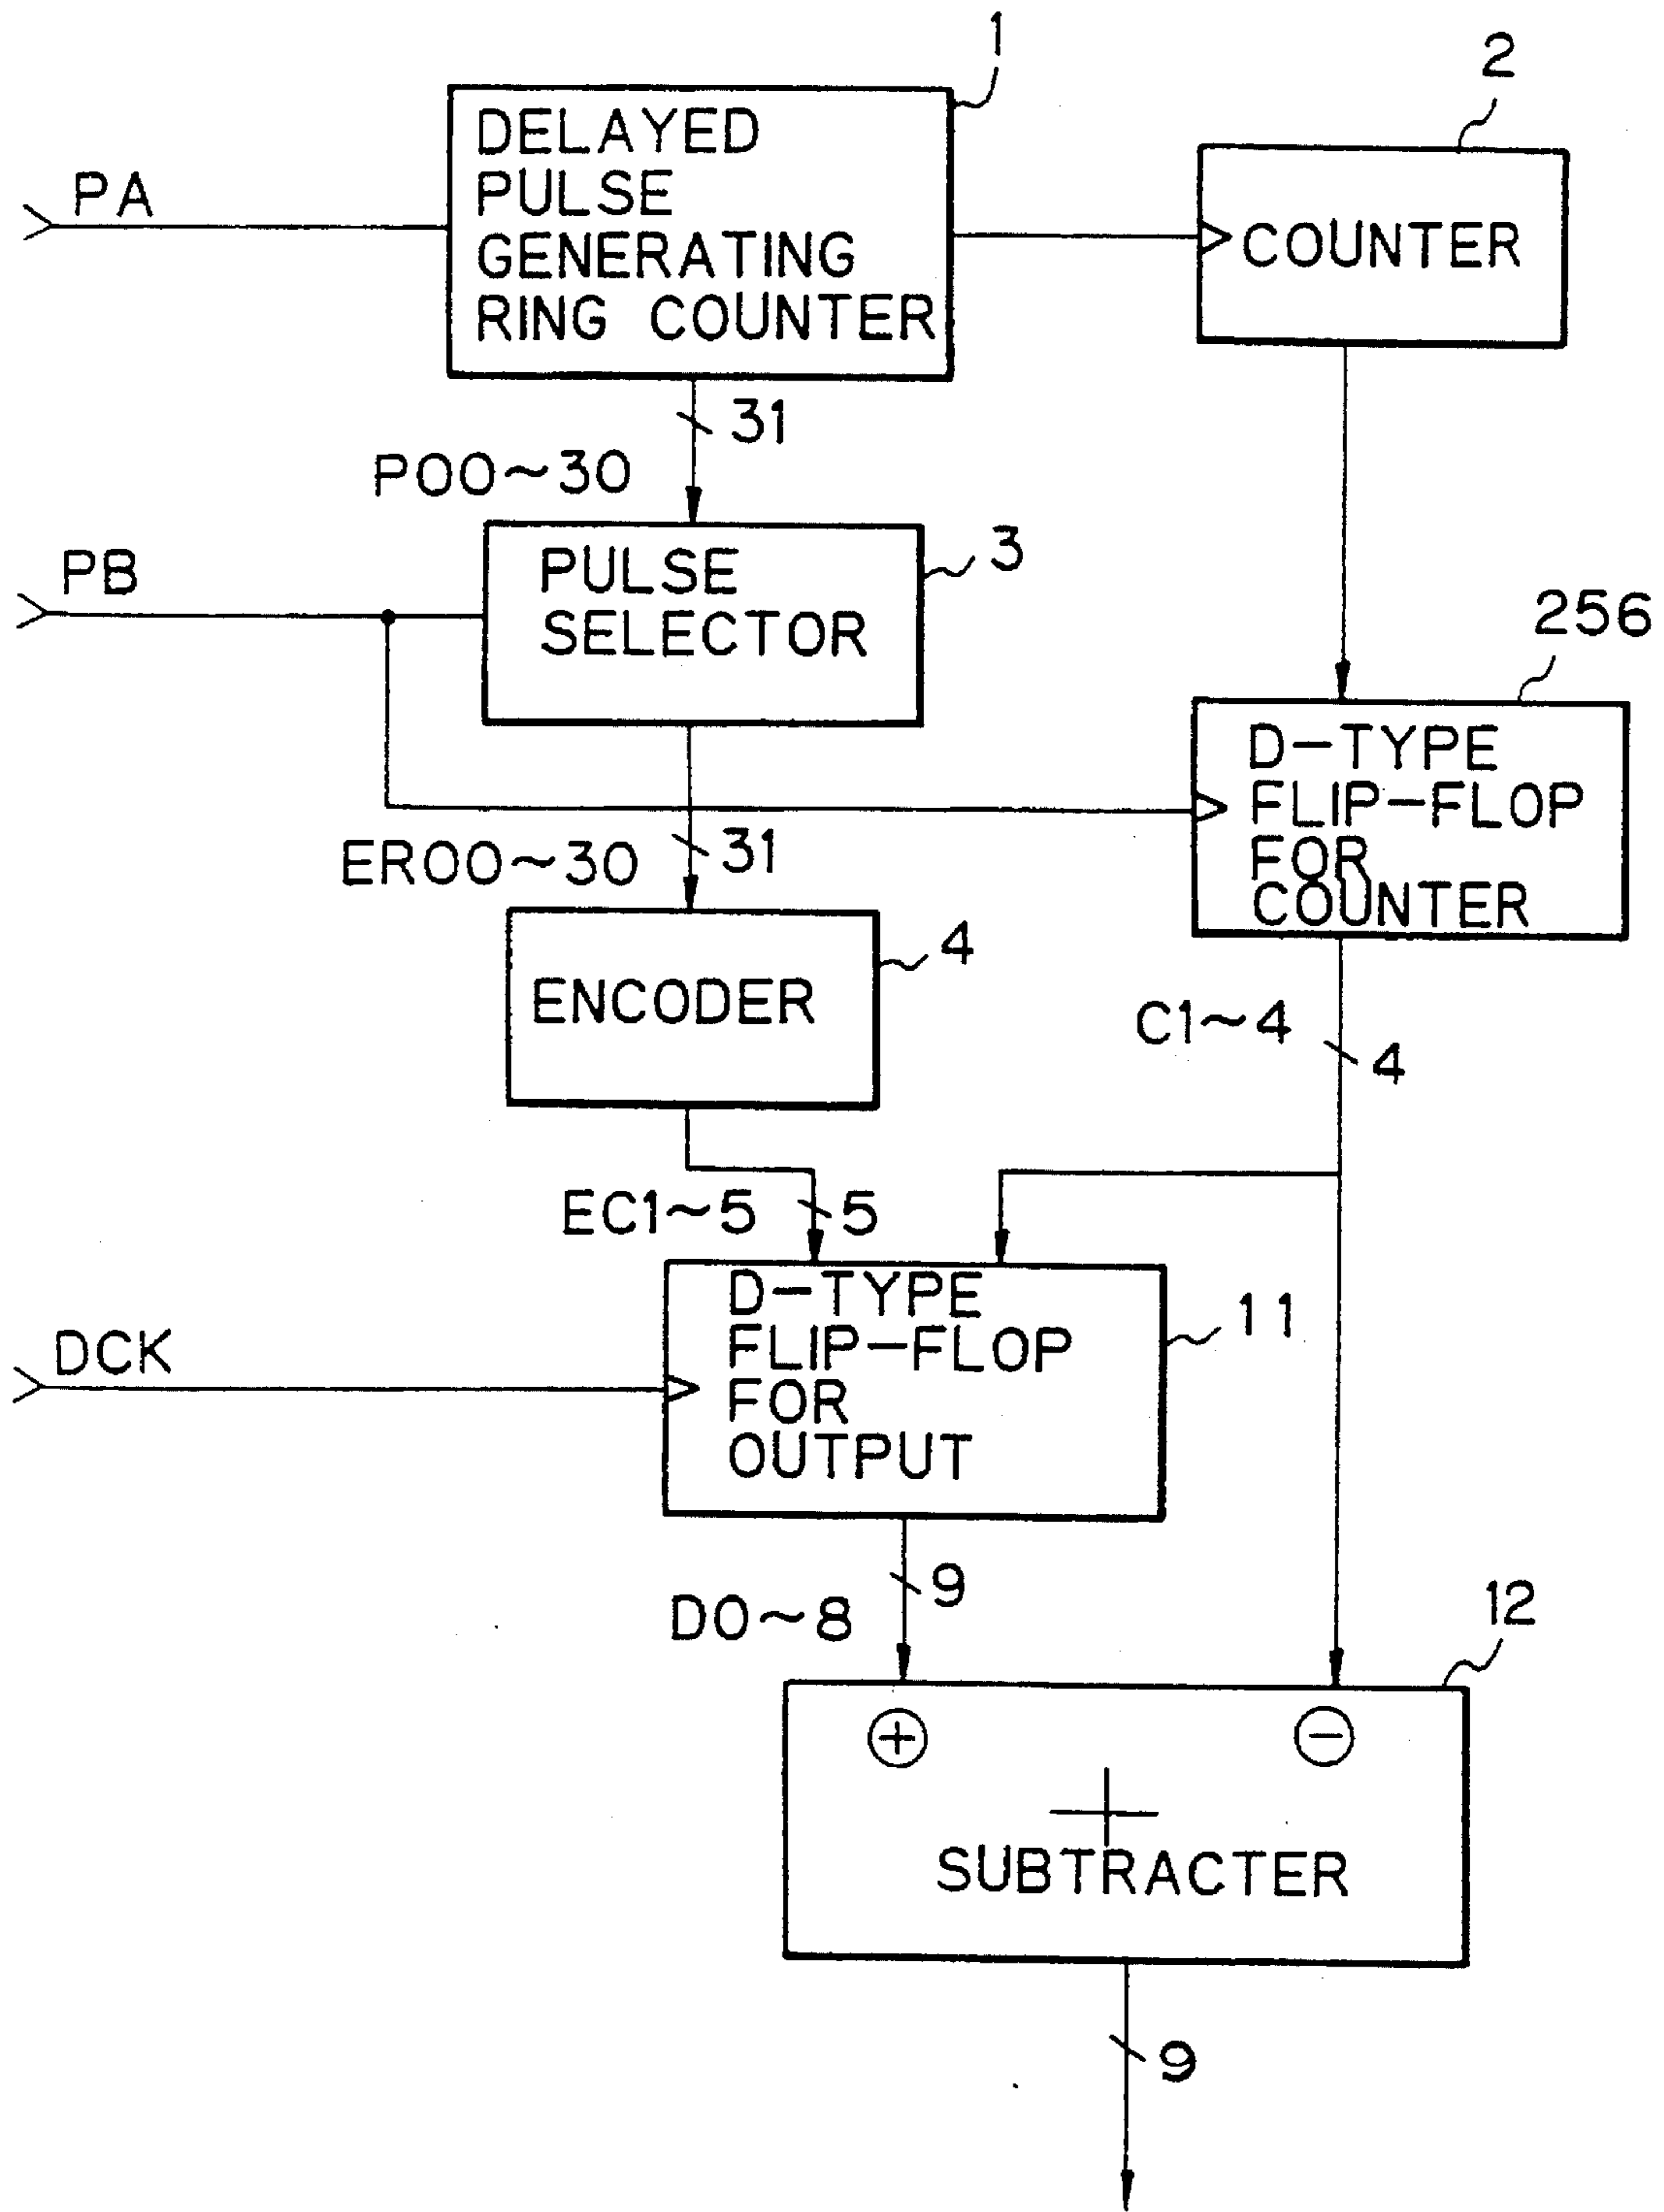 1
2
DELAYED
PULSE
GENERATING
RING COUNTER
PA
COUNTER
31
P00~30
PB
PULSE
SELECTOR
3
256
D-TYPE
FLIP-FLOP
FOR
COUNTER
31
ER00~30
ENCODER
4
C1~4
4
EC1~5
5
D-TYPE
FLIP-FLOP
FOR
OUTPUT
11
DCK
9
D0~8
12
+
−
SUBTRACTER
9